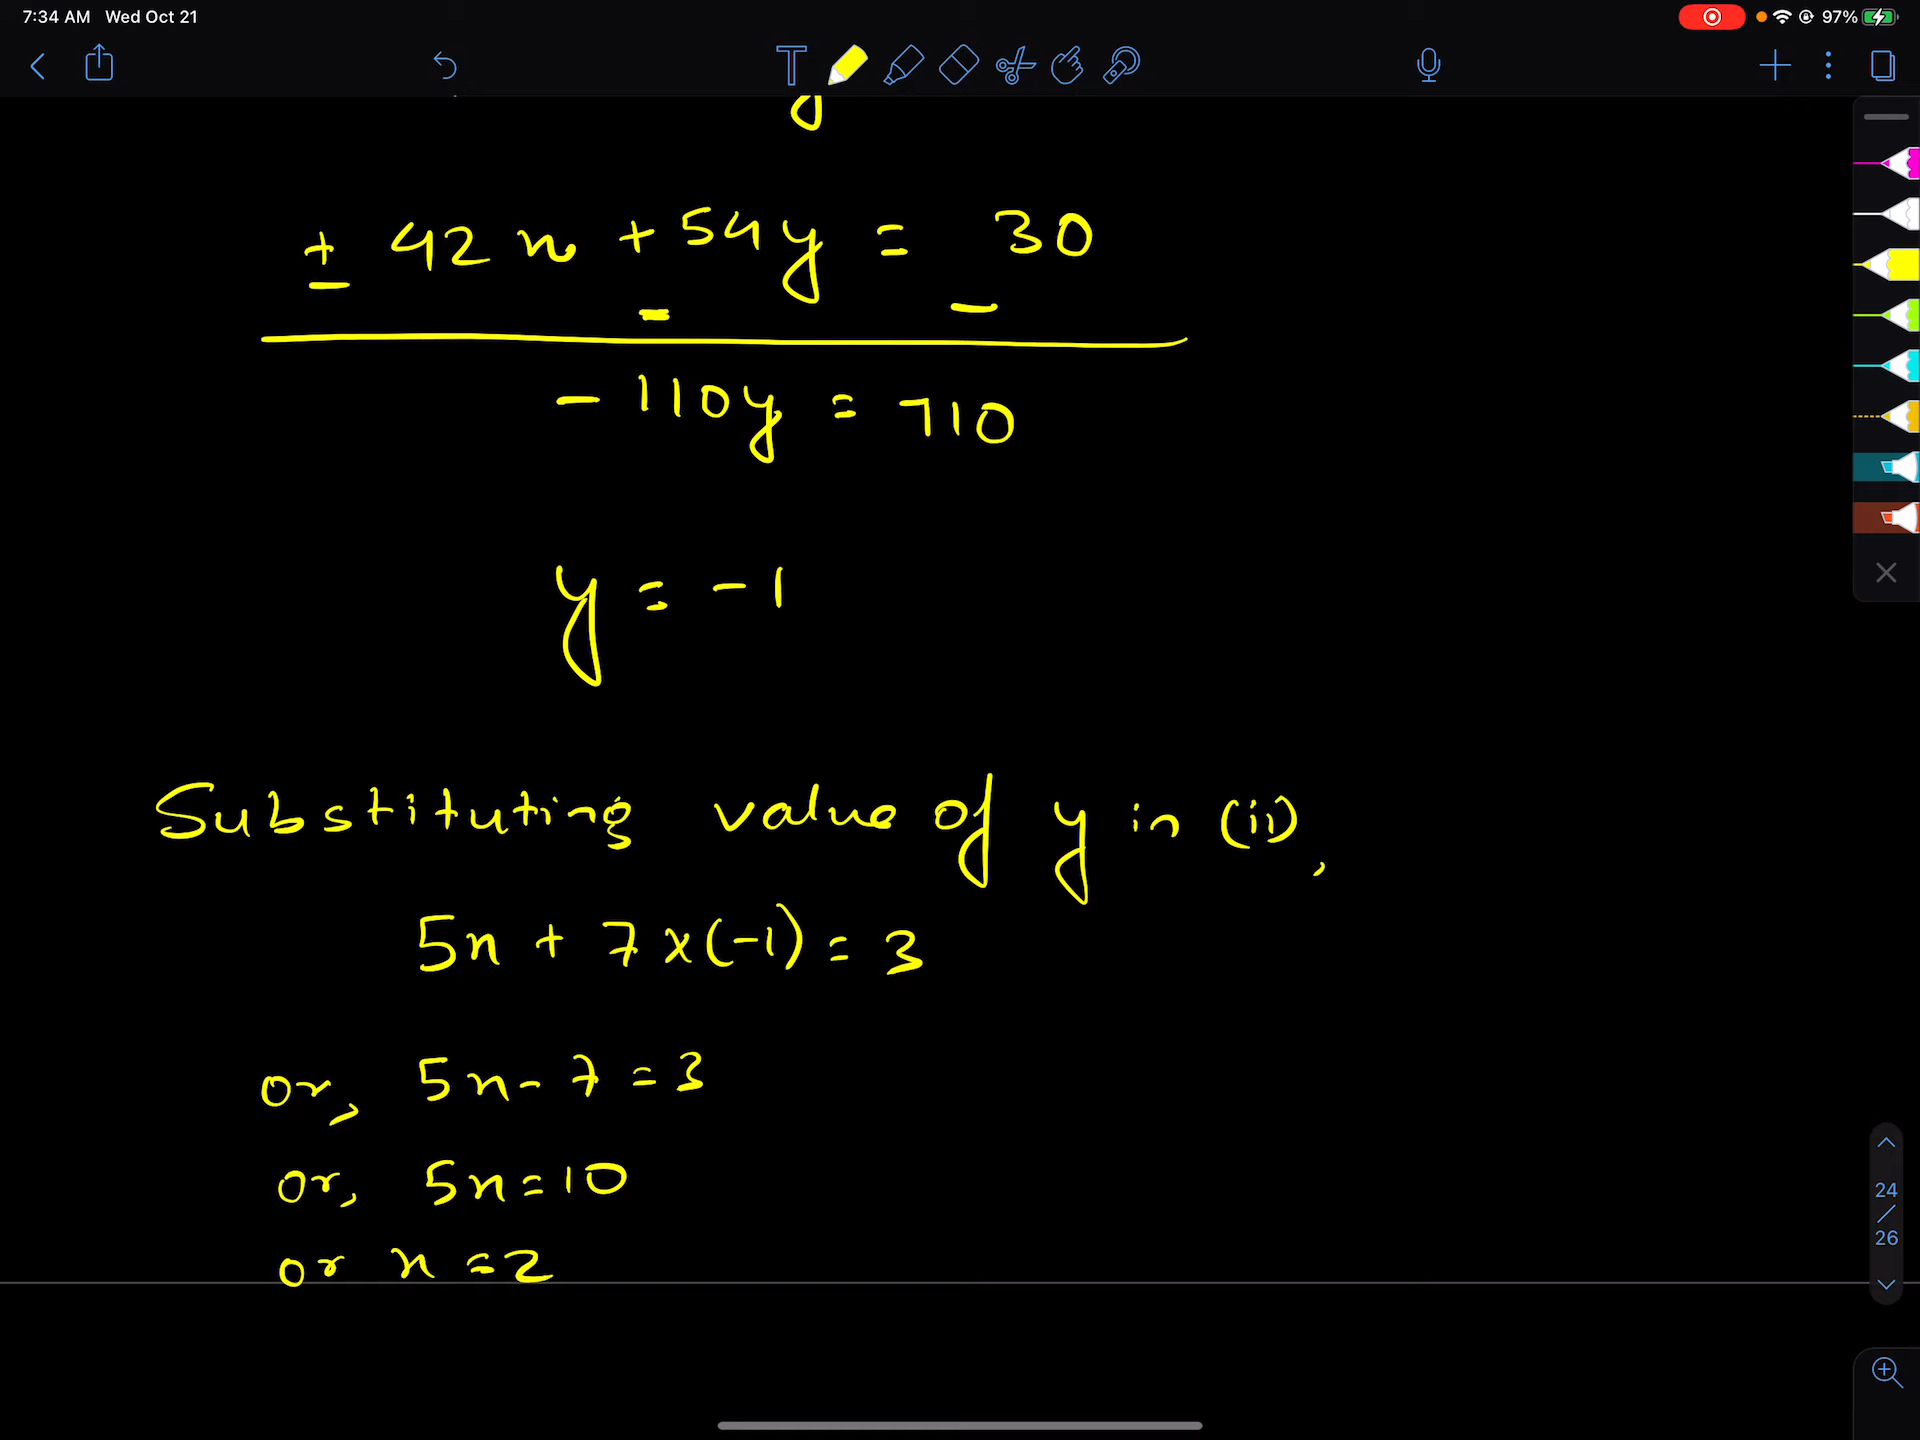 7:34 AM Wed Oct 21
97%
± 42x + 54y = 30
- - 
- 110y = 710
y = -1
Substituting value of y in (ii),
5x + 7 x (-1) = 3
or, 5x - 7 = 3
or, 5x = 10
or x = 2
24
/
26